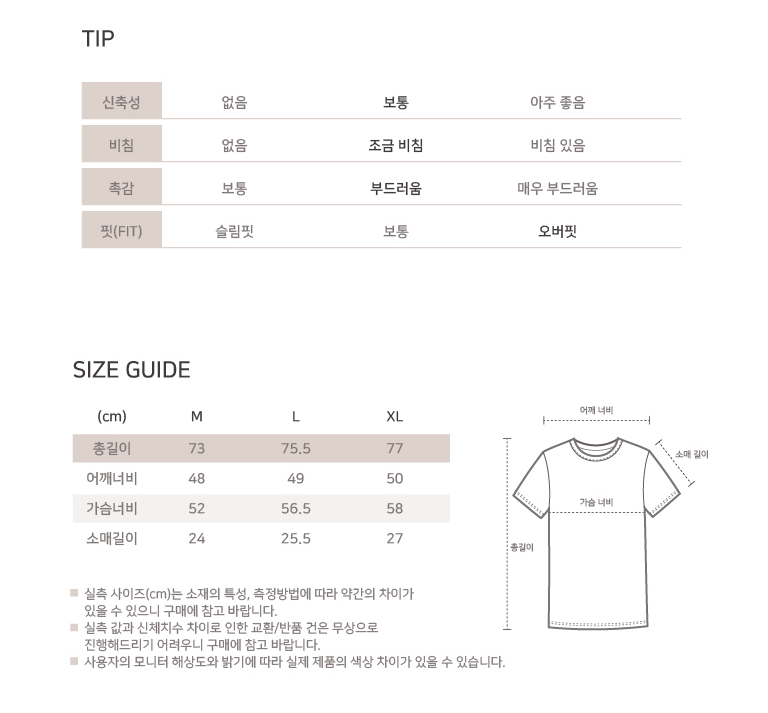 TIP
신축성 없음 보통 아주 좋음
비침 없음 조금 비침 비침 있음
촉감 보통 부드러움 매우 부드러움
핏(FIT) 슬림핏 보통 오버핏
SIZE GUIDE
(cm) M L XL
총길이 73 75.5 77
어깨너비 48 49 50
가슴너비 52 56.5 58
소매길이 24 25.5 27
어깨 너비
소매 길이
가슴 너비
총길이
실측 사이즈(cm)는 소재의 특성, 측정방법에 따라 약간의 차이가
있을 수 있으니 구매에 참고 바랍니다.
실측 값과 신체치수 차이로 인한 교환/반품 건은 무상으로
진행해드리기 어려우니 구매에 참고 바랍니다.
사용자의 모니터 해상도와 밝기에 따라 실제 제품의 색상 차이가 있을 수 있습니다.